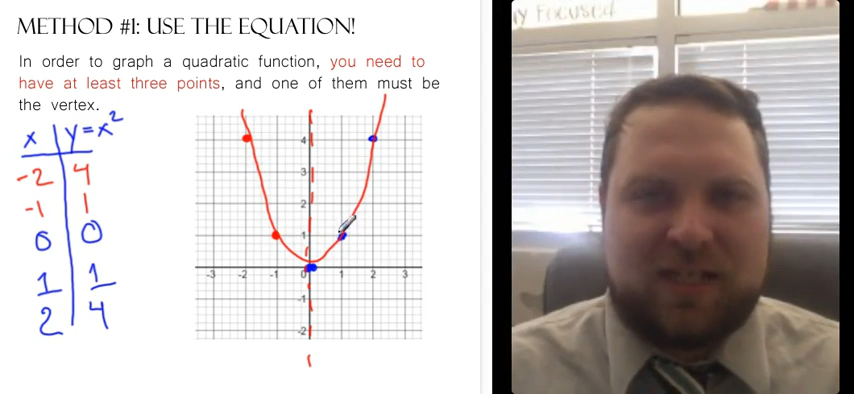 METHOD #1: USE THE EQUATION!
In order to graph a quadratic function, you need to
have at least three points, and one of them must be
the vertex.
x y=x²
-2 4
-1 1
0 0
1 1
2 4
4
3
2
1
-3 -2 -1 0 1 2 3
-1
-2
Focused